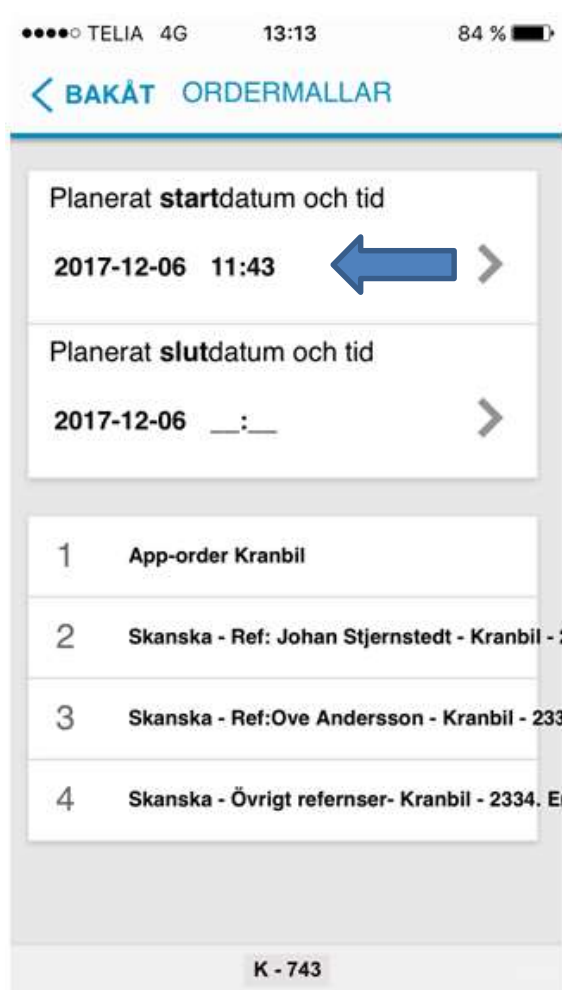 TELIA 4G 13:13 84 %
BAKÅT ORDERMALLAR
Planerat startdatum och tid
2017-12-06 11:43
Planerat slutdatum och tid
2017-12-06 __:__
1 App-order Kranbil
2 Skanska - Ref: Johan Stjernstedt - Kranbil -
3 Skanska - Ref:Ove Andersson - Kranbil - 233
4 Skanska - Övrigt refernser- Kranbil - 2334. E
K - 743